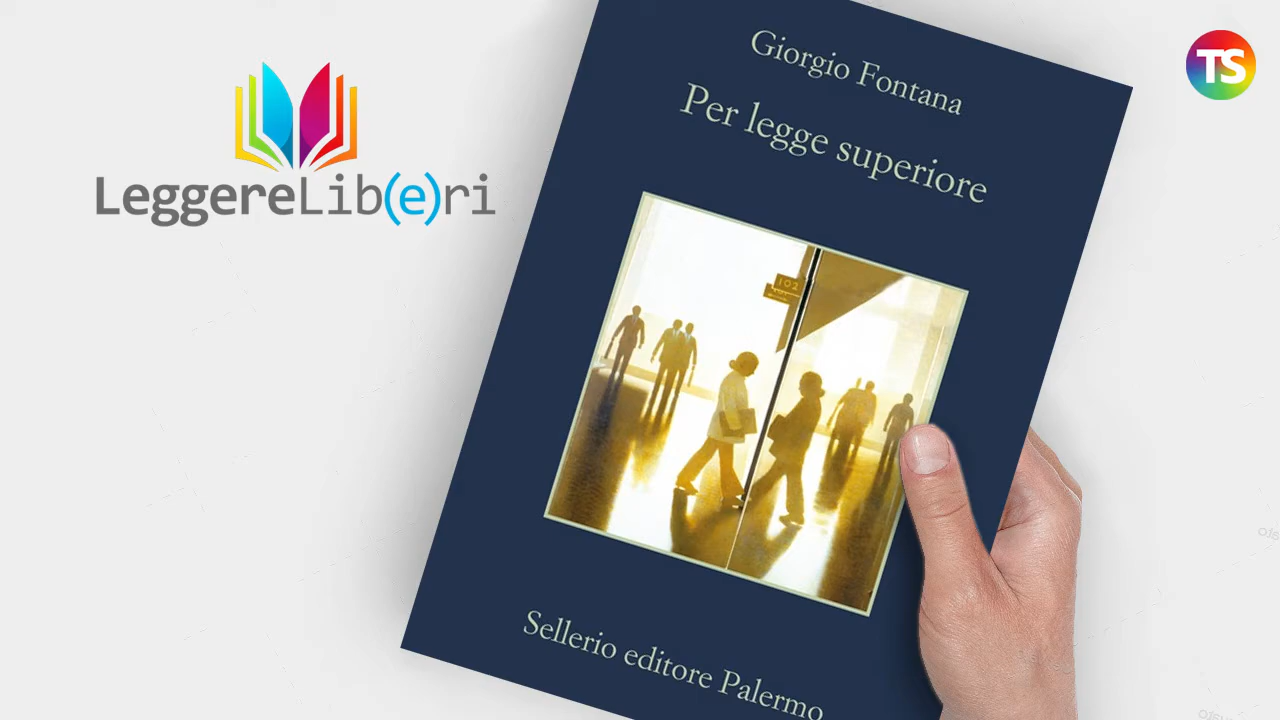 LeggereLib(e)ri
TS
Giorgio Fontana
Per legge superiore
102
Sellerio editore Palermo